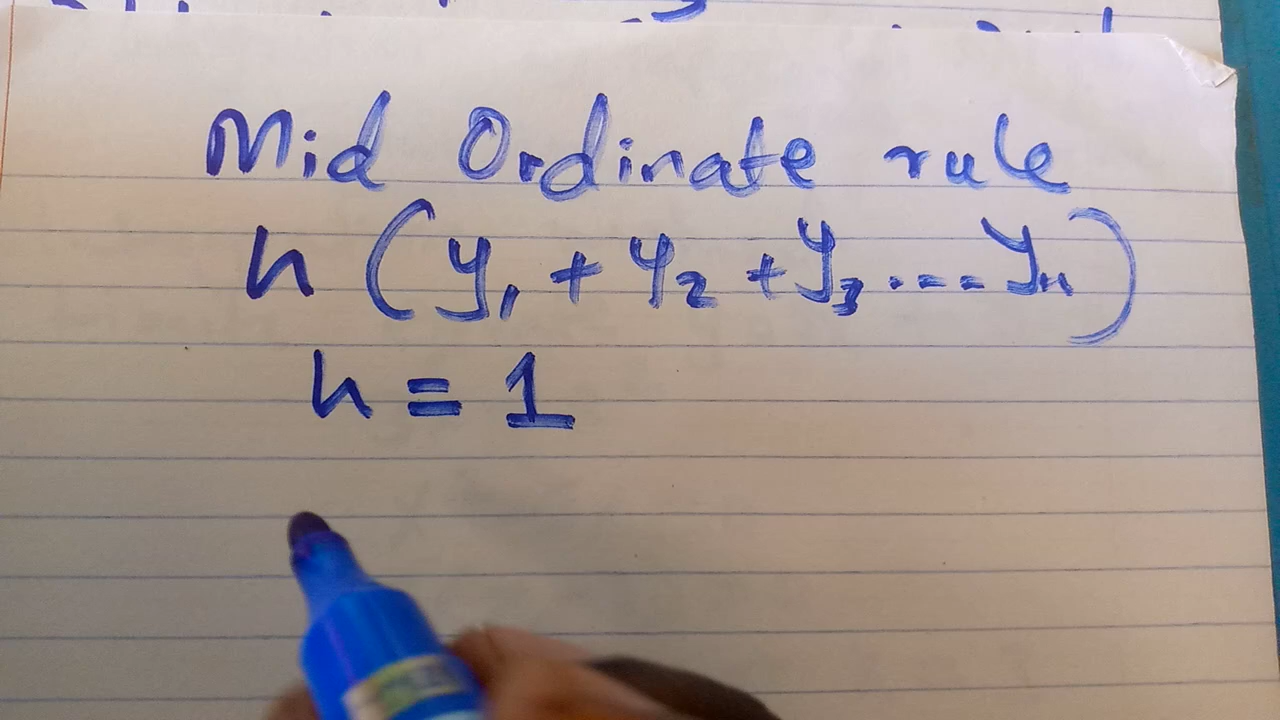 Mid Ordinate rule
h (y₁ + y₂ + y₃ .--- yₙ)
h = 1